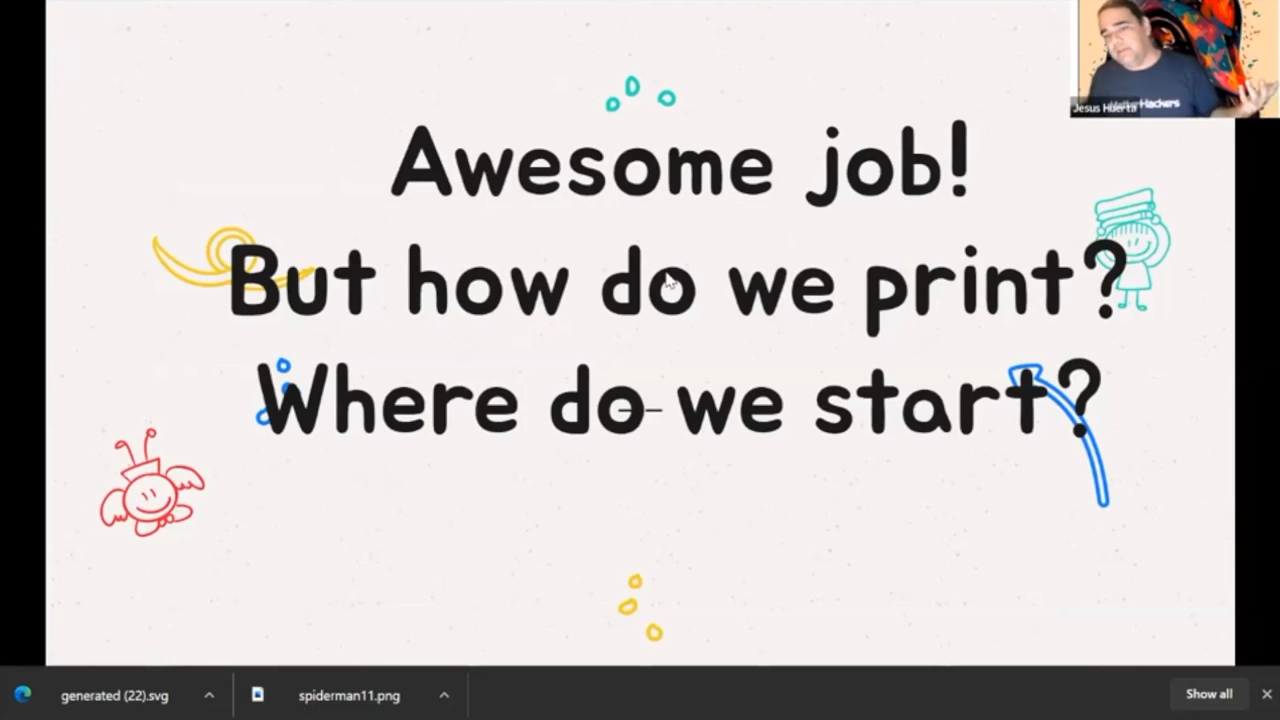 Awesome job!
But how do we print?
Where do we start?
Jesus Huerta
Hackers
generated (22).svg
spiderman11.png
Show all